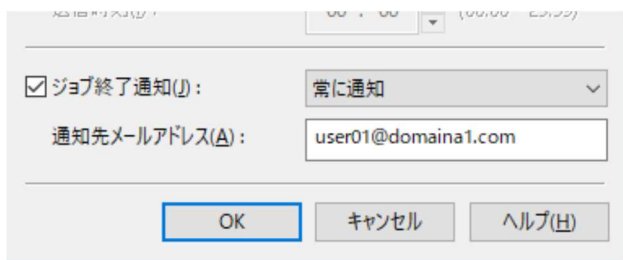 ジョブ終了通知(J):
常に通知
通知先メールアドレス(A):
user01@domaina1.com
OK
キャンセル
ヘルプ(H)